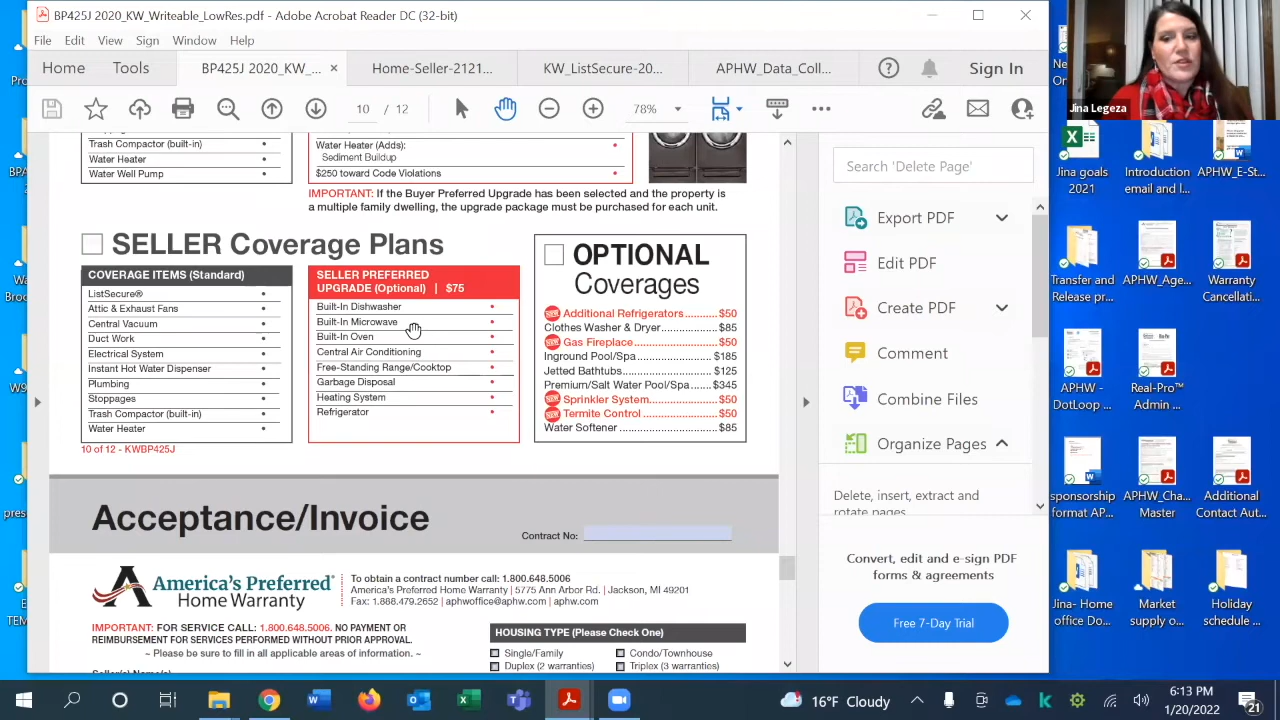 BP425J 2020_KW_Writeable_LowRes.pdf - Adobe Acrobat Reader DC (32-bit)
File Edit View Sign Window Help
Home Tools BP425J 2020_KW_... × Home-Seller-2121... KW_ListSecure-20... APHW_Data_Coll... Sign In
10 / 12 78%
Jina Legeza
Trash Compactor (built-in) •
Water Heater •
Water Well Pump •
Water Heater (Adds): •
Sediment Buildup
$250 toward Code Violations •
IMPORTANT: If the Buyer Preferred Upgrade has been selected and the property is
a multiple family dwelling, the upgrade package must be purchased for each unit.
SELLER Coverage Plans
COVERAGE ITEMS (Standard)
ListSecure® •
Attic & Exhaust Fans •
Central Vacuum •
Duct Work •
Electrical System •
Instant Hot Water Dispenser •
Plumbing •
Stoppages •
Trash Compactor (built-in) •
Water Heater •
10 of 12 - KWBP425J
SELLER PREFERRED
UPGRADE (Optional) | $75
Built-In Dishwasher •
Built-In Microwave •
Built-In Oven •
Central Air Conditioning •
Free-Standing Range/Cooktop •
Garbage Disposal •
Heating System •
Refrigerator •
OPTIONAL
Coverages
NEW Additional Refrigerators..........$50
Clothes Washer & Dryer.................$85
NEW Gas Fireplace...........................$50
Inground Pool/Spa........................$185
Jetted Bathtubs............................$125
Premium/Salt Water Pool/Spa......$345
NEW Sprinkler System......................$50
NEW Termite Control........................$50
Water Softener..............................$85
Acceptance/Invoice
Contract No:
America's Preferred®
Home Warranty
To obtain a contract number call: 1.800.648.5006
America's Preferred Home Warranty | 5775 Ann Arbor Rd. | Jackson, MI 49201
Fax: 1.888.479.2652 | aphwoffice@aphw.com | aphw.com
IMPORTANT: FOR SERVICE CALL: 1.800.648.5006. NO PAYMENT OR
REIMBURSEMENT FOR SERVICES PERFORMED WITHOUT PRIOR APPROVAL.
~ Please be sure to fill in all applicable areas of information. ~
HOUSING TYPE (Please Check One)
Single/Family Condo/Townhouse
Duplex (2 warranties) Triplex (3 warranties)
Search 'Delete Page'
Export PDF
Edit PDF
Create PDF
Comment
Combine Files
Organize Pages
Delete, insert, extract and
rotate pages.
Convert, edit and e-sign PDF
forms & agreements
Free 7-Day Trial
Jina goals
2021
Introduction
email and l...
APHW_E-St...
Transfer and
Release pr...
APHW_Age...
Warranty
Cancellati...
APHW -
DotLoop ...
Real-Pro™
Admin ...
sponsorship
format AP...
APHW_Cha...
Master
Additional
Contact Aut...
Jina- Home
office Do...
Market
supply o...
Holiday
schedule ...
16°F Cloudy
6:13 PM
1/20/2022
21